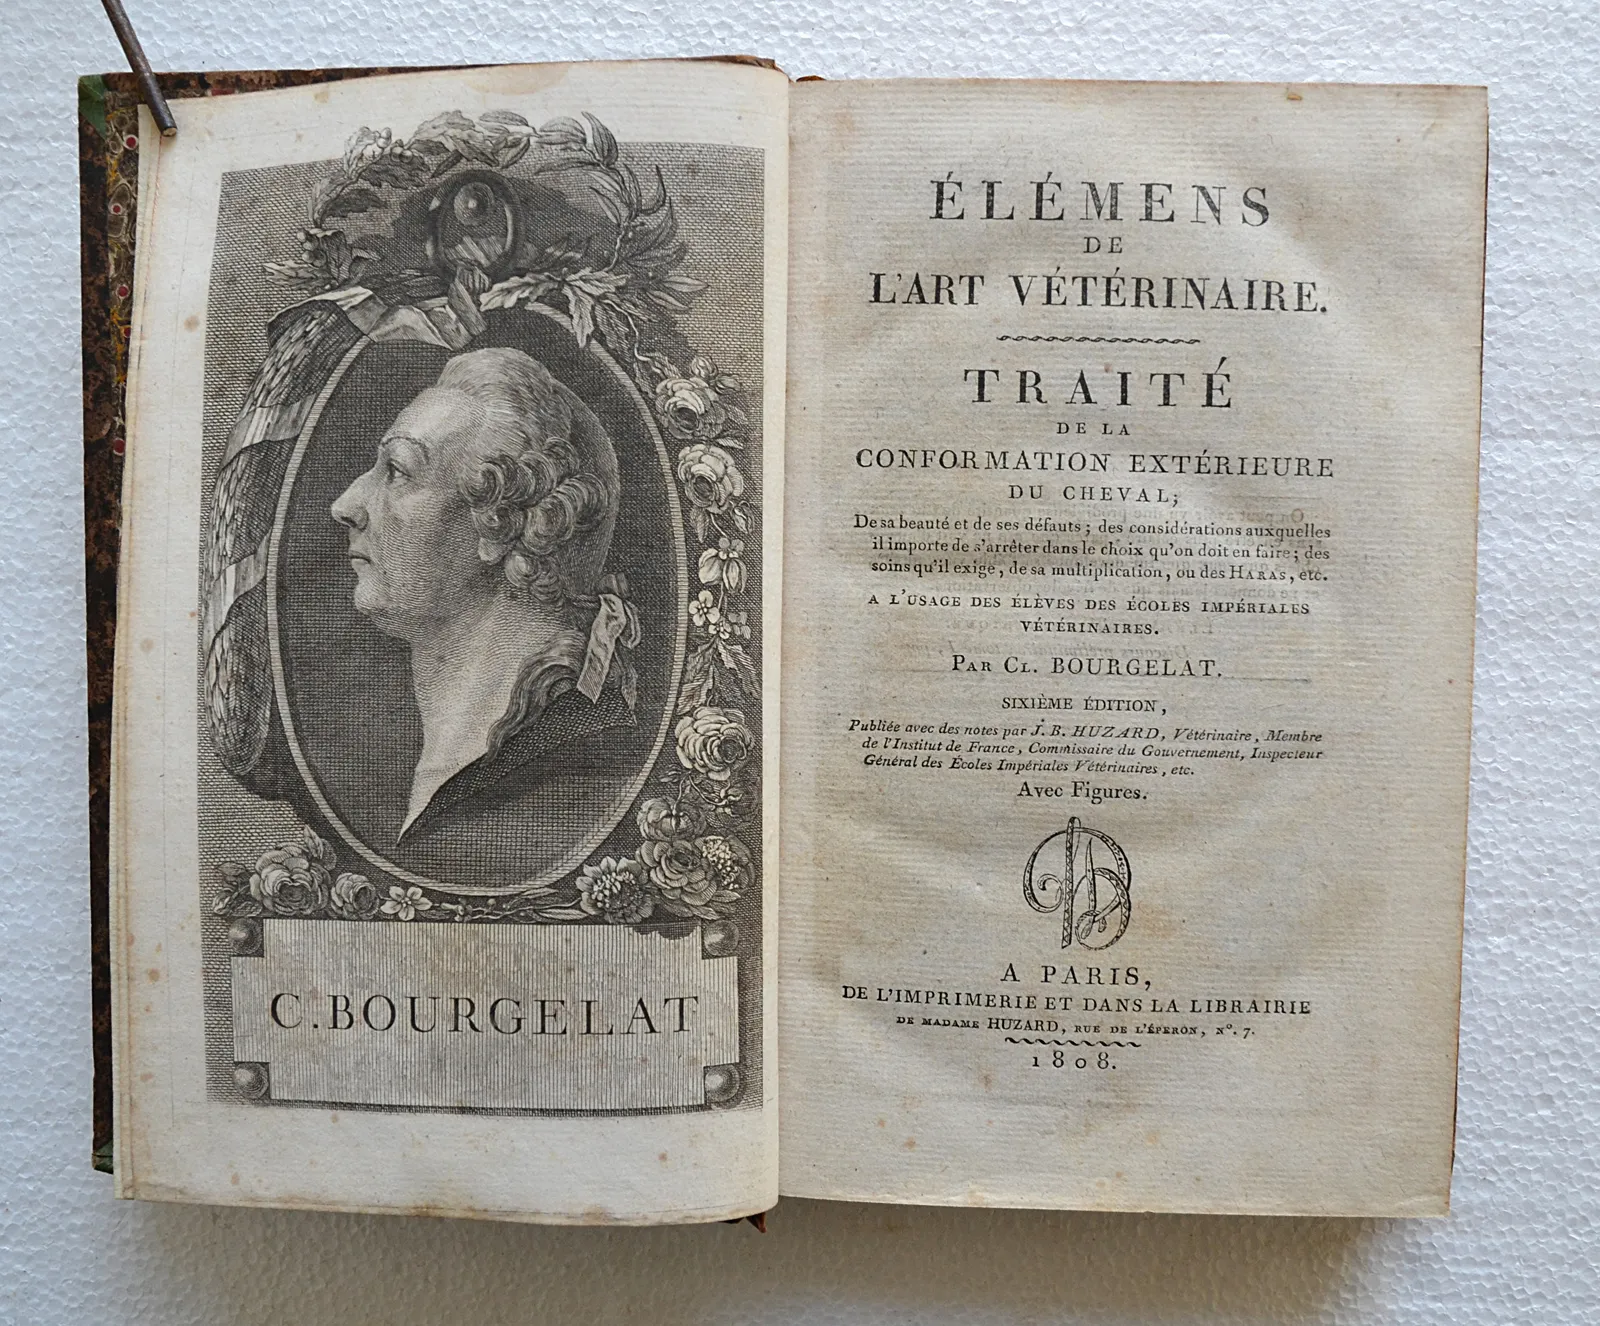 C. BOURGELAT
ÉLÉMENS
DE
L'ART VÉTÉRINAIRE.
TRAITÉ
DE LA
CONFORMATION EXTÉRIEURE
DU CHEVAL;
De sa beauté et de ses défauts ; des considérations auxquelles
il importe de s'arrêter dans le choix qu'on doit en faire ; des
soins qu'il exige, de sa multiplication, ou des HARAS, etc.
A L'USAGE DES ÉLÈVES DES ÉCOLES IMPÉRIALES
VÉTÉRINAIRES.
PAR CL. BOURGELAT.
SIXIÈME ÉDITION,
Publiée avec des notes par J. B. HUZARD, Vétérinaire, Membre
de l'Institut de France, Commissaire du Gouvernement, Inspecteur
Général des Écoles Impériales Vétérinaires, etc.
Avec Figures.
A PARIS,
DE L'IMPRIMERIE ET DANS LA LIBRAIRIE
DE MADAME HUZARD, RUE DE L'ÉPERON, N°. 7.
1808.